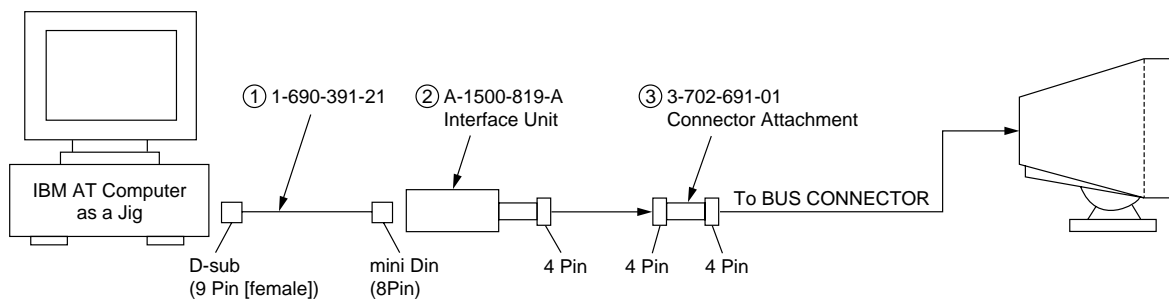 ① 1-690-391-21
② A-1500-819-A
Interface Unit
③ 3-702-691-01
Connector Attachment
IBM AT Computer
as a Jig
To BUS CONNECTOR
D-sub
(9 Pin [female])
mini Din
(8Pin)
4 Pin
4 Pin
4 Pin